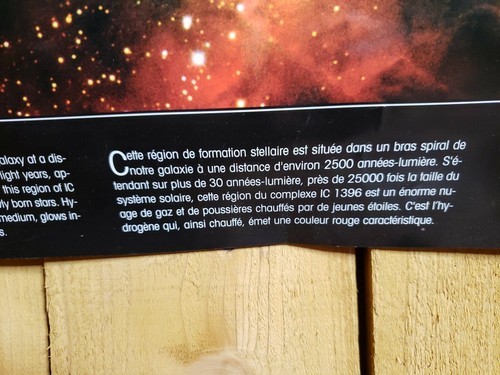 alaxy at a dis-
light years, ap-
this region of IC
born stars. Hy-
medium, glows in-
s.
Cette région de formation stellaire est située dans un bras spiral de
notre galaxie à une distance d'environ 2500 années-lumière. S'é-
tendant sur plus de 30 années-lumière, près de 25000 fois la taille du
système solaire, cette région du complexe IC 1396 est un énorme nu-
age de gaz et de poussières chauffés par de jeunes étoiles. C'est l'hy-
drogène qui, ainsi chauffé, émet une couleur rouge caractéristique.